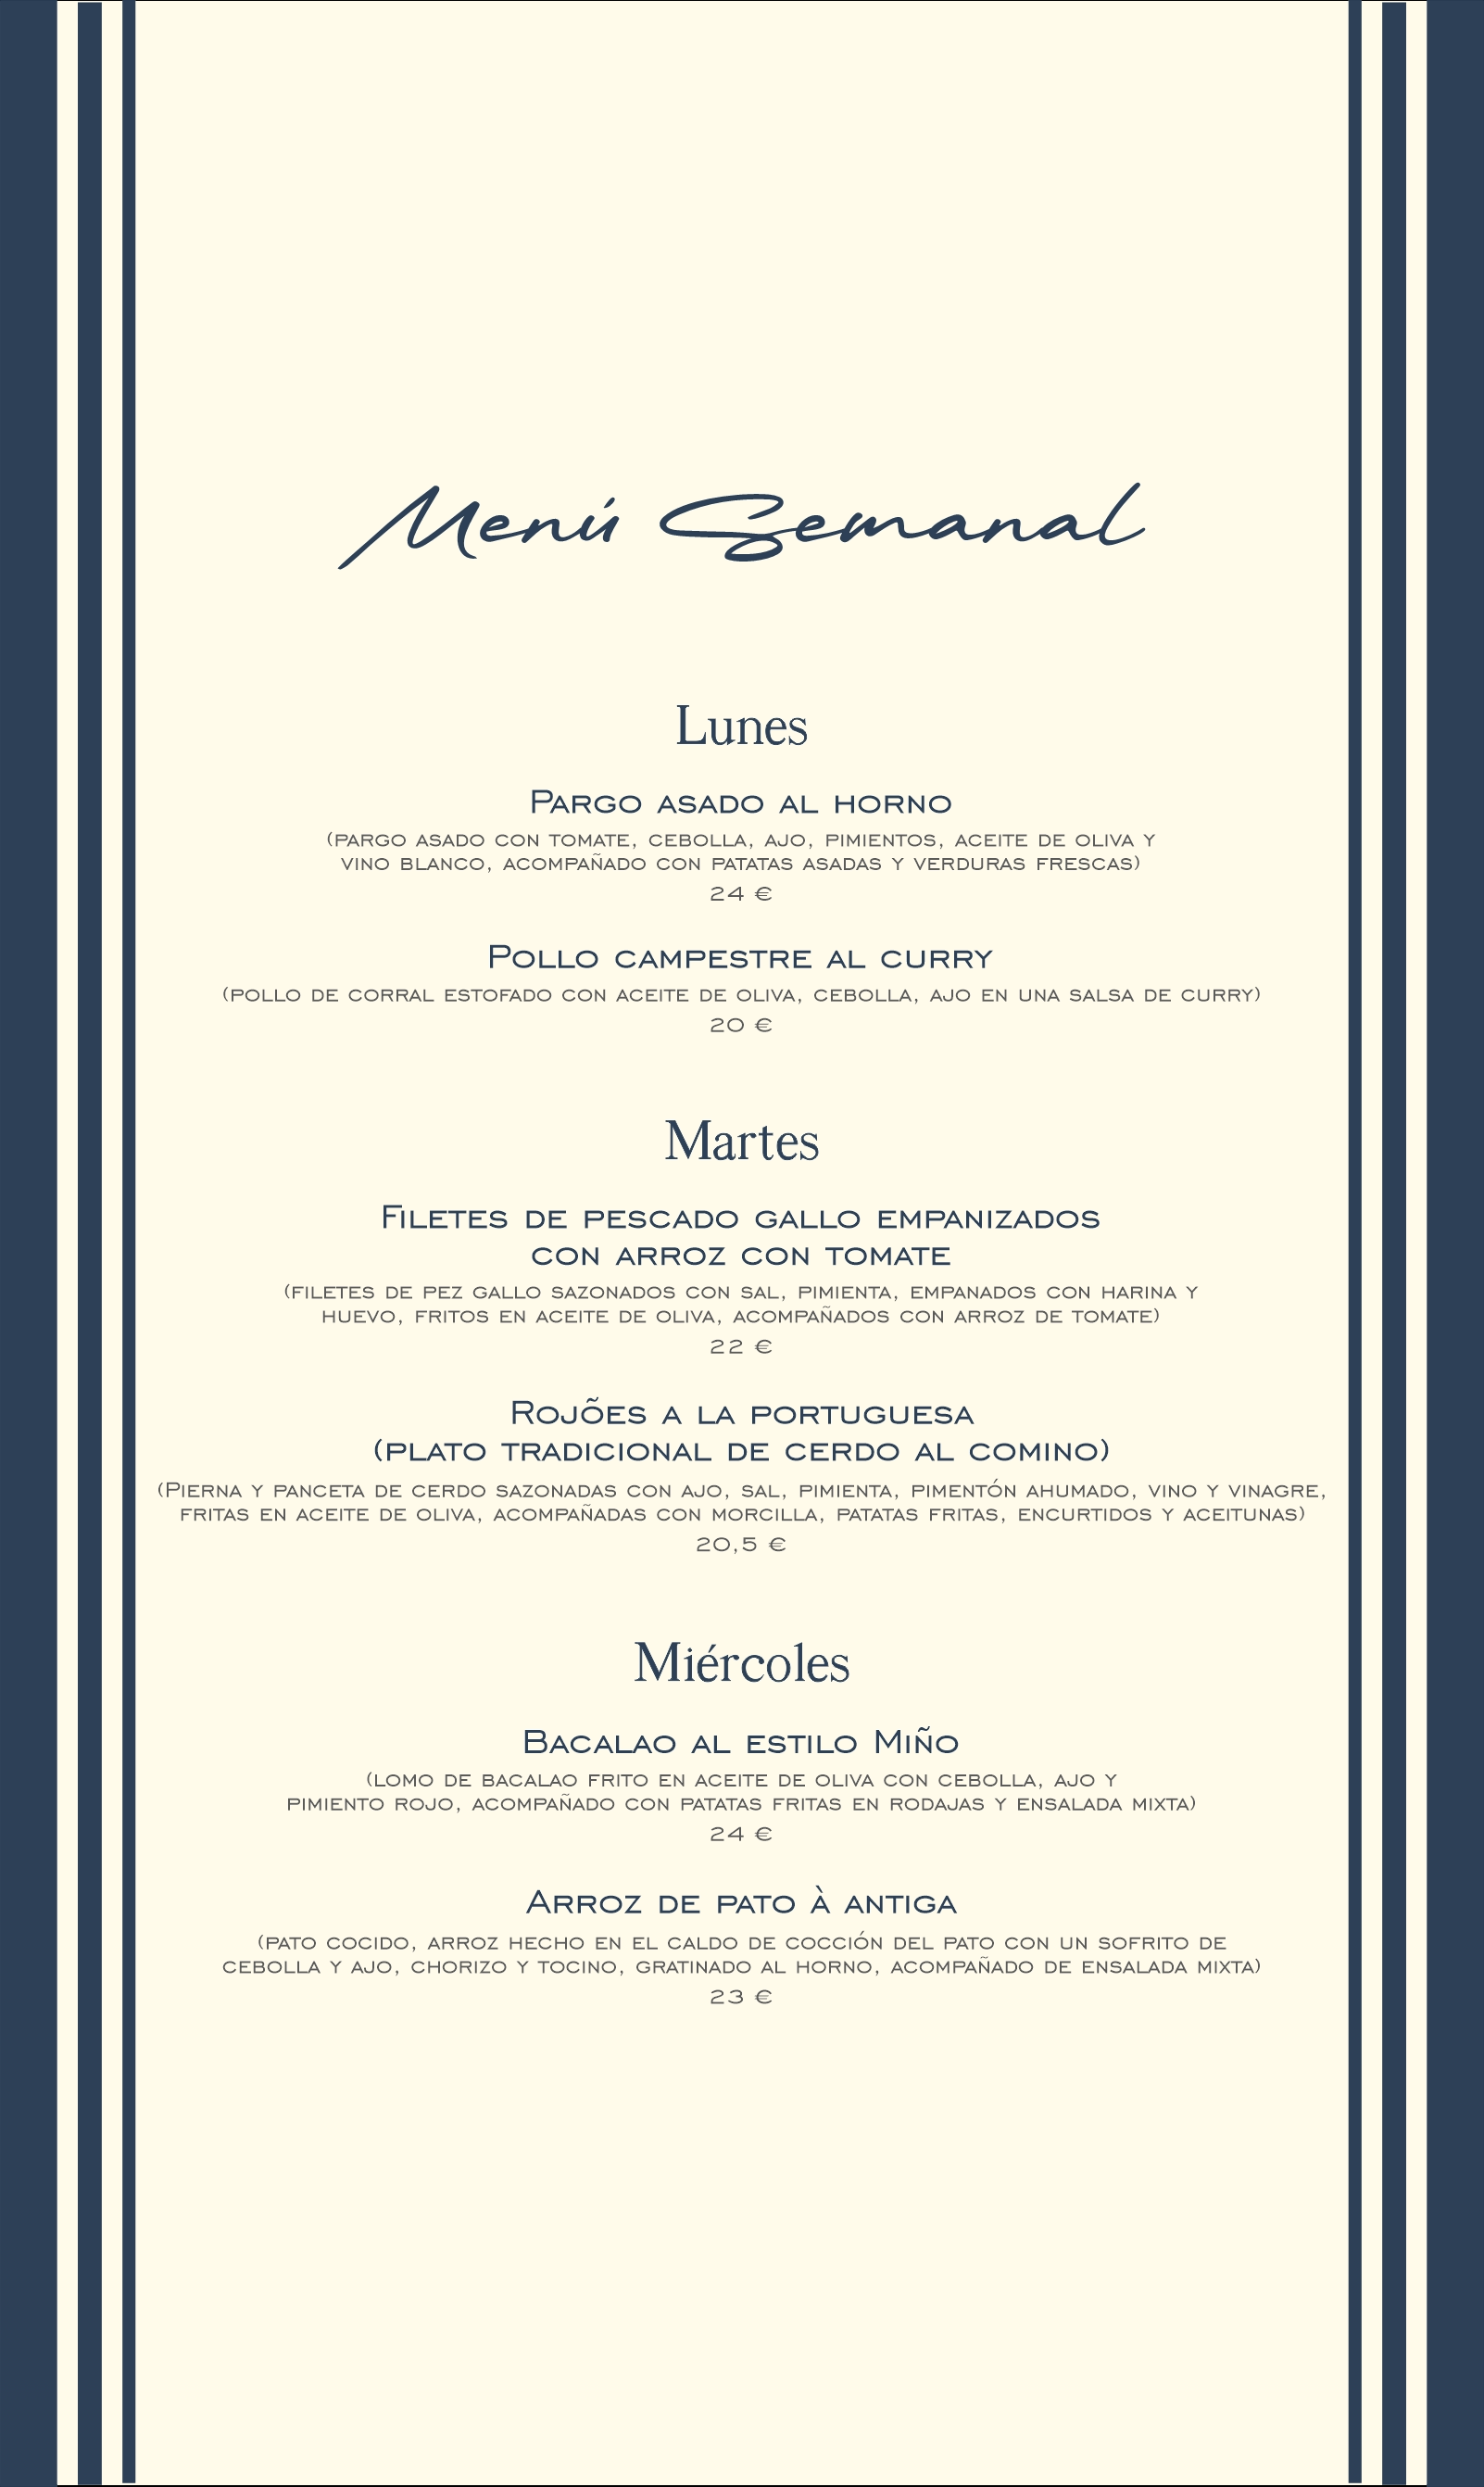 Menú Semanal
Lunes
Pargo asado al horno
(pargo asado con tomate, cebolla, ajo, pimientos, aceite de oliva y
vino blanco, acompañado con patatas asadas y verduras frescas)
24 €
Pollo campestre al curry
(pollo de corral estofado con aceite de oliva, cebolla, ajo en una salsa de curry)
20 €
Martes
Filetes de pescado gallo empanizados
con arroz con tomate
(filetes de pez gallo sazonados con sal, pimienta, empanados con harina y
huevo, fritos en aceite de oliva, acompañados con arroz de tomate)
22 €
Rojões a la portuguesa
(plato tradicional de cerdo al comino)
(Pierna y panceta de cerdo sazonadas con ajo, sal, pimienta, pimentón ahumado, vino y vinagre,
fritas en aceite de oliva, acompañadas con morcilla, patatas fritas, encurtidos y aceitunas)
20,5 €
Miércoles
Bacalao al estilo Miño
(lomo de bacalao frito en aceite de oliva con cebolla, ajo y
pimiento rojo, acompañado con patatas fritas en rodajas y ensalada mixta)
24 €
Arroz de pato à antiga
(pato cocido, arroz hecho en el caldo de cocción del pato con un sofrito de
cebolla y ajo, chorizo y tocino, gratinado al horno, acompañado de ensalada mixta)
23 €